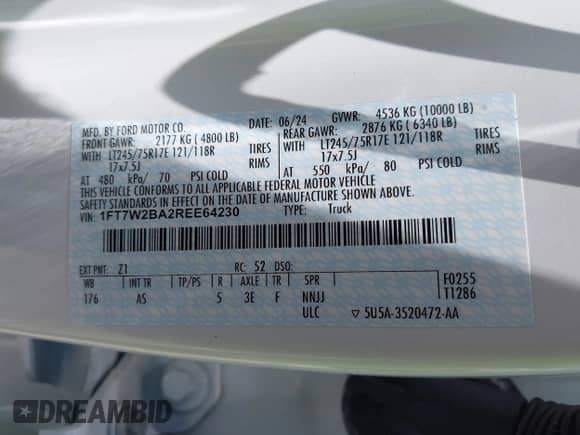 MFD. BY FORD MOTOR CO.
DATE: 06/24 GVWR: 4536 KG (10000 LB)
FRONT GAWR: 2177 KG ( 4800 LB) REAR GAWR: 2876 KG ( 6340 LB)
WITH LT245/75R17E 121/118R TIRES WITH LT245/75R17E 121/118R TIRES
17x7.5J RIMS 17x7.5J RIMS
AT 480 kPa/ 70 PSI COLD AT 550 kPa/ 80 PSI COLD
THIS VEHICLE CONFORMS TO ALL APPLICABLE FEDERAL MOTOR VEHICLE
SAFETY STANDARDS IN EFFECT ON THE DATE OF MANUFACTURE SHOWN ABOVE.
VIN: 1FT7W2BA2REE64230 TYPE: Truck
EXT PNT: Z1 RC: 52 DSO:
WB INT TR TP/PS R AXLE TR SPR F0255
176 AS 5 3E F NNJJ T1286
ULC ▽ 5U5A-3520472-AA
DREAMBID